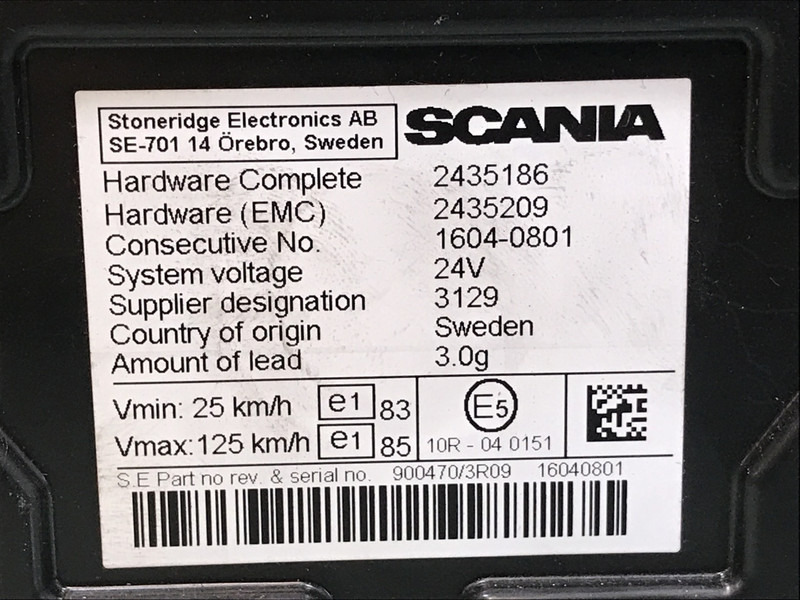 Stoneridge Electronics AB
SE-701 14 Örebro, Sweden
SCANIA
Hardware Complete 2435186
Hardware (EMC) 2435209
Consecutive No. 1604-0801
System voltage 24V
Supplier designation 3129
Country of origin Sweden
Amount of lead 3.0g
Vmin: 25 km/h e1 83
Vmax: 125 km/h e1 85
E5
10R - 04 0151
S.E Part no rev. & serial no. 900470/3R09 16040801